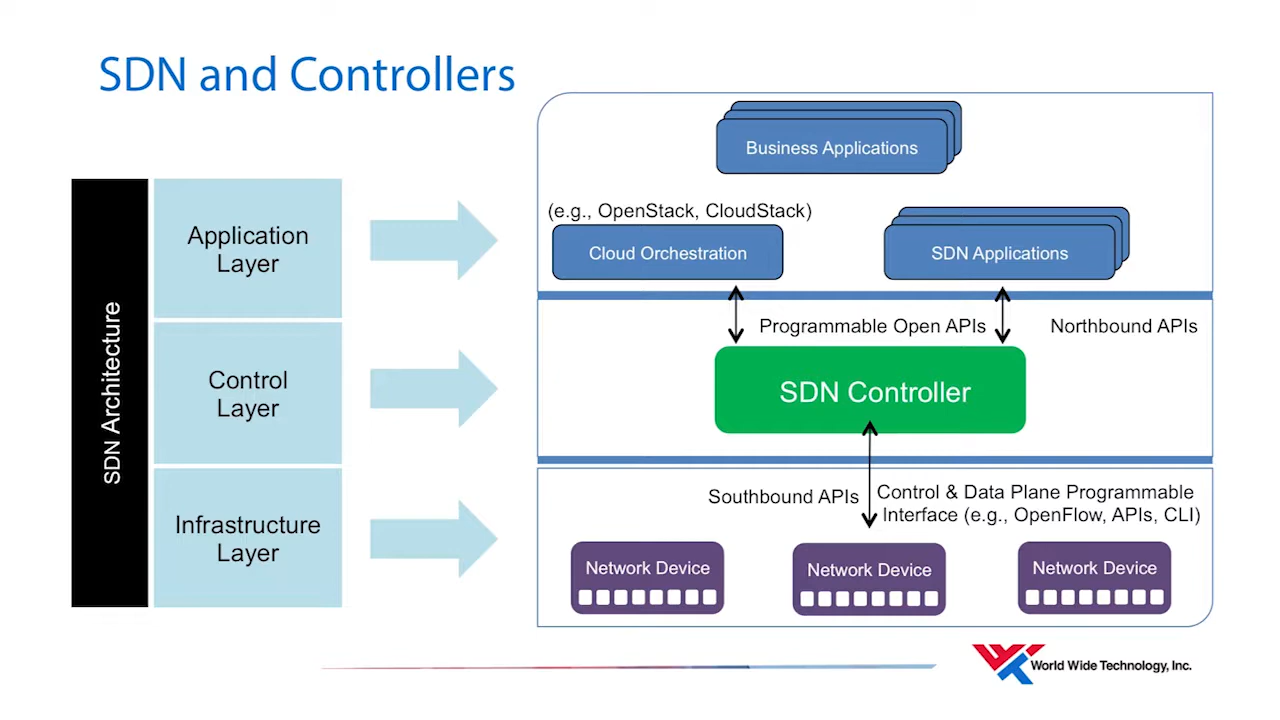 SDN and Controllers
SDN Architecture
Application
Layer
Control
Layer
Infrastructure
Layer
Business Applications
(e.g., OpenStack, CloudStack)
Cloud Orchestration
SDN Applications
Programmable Open APIs
Northbound APIs
SDN Controller
Southbound APIs
Control & Data Plane Programmable
Interface (e.g., OpenFlow, APIs, CLI)
Network Device
Network Device
Network Device
World Wide Technology, Inc.